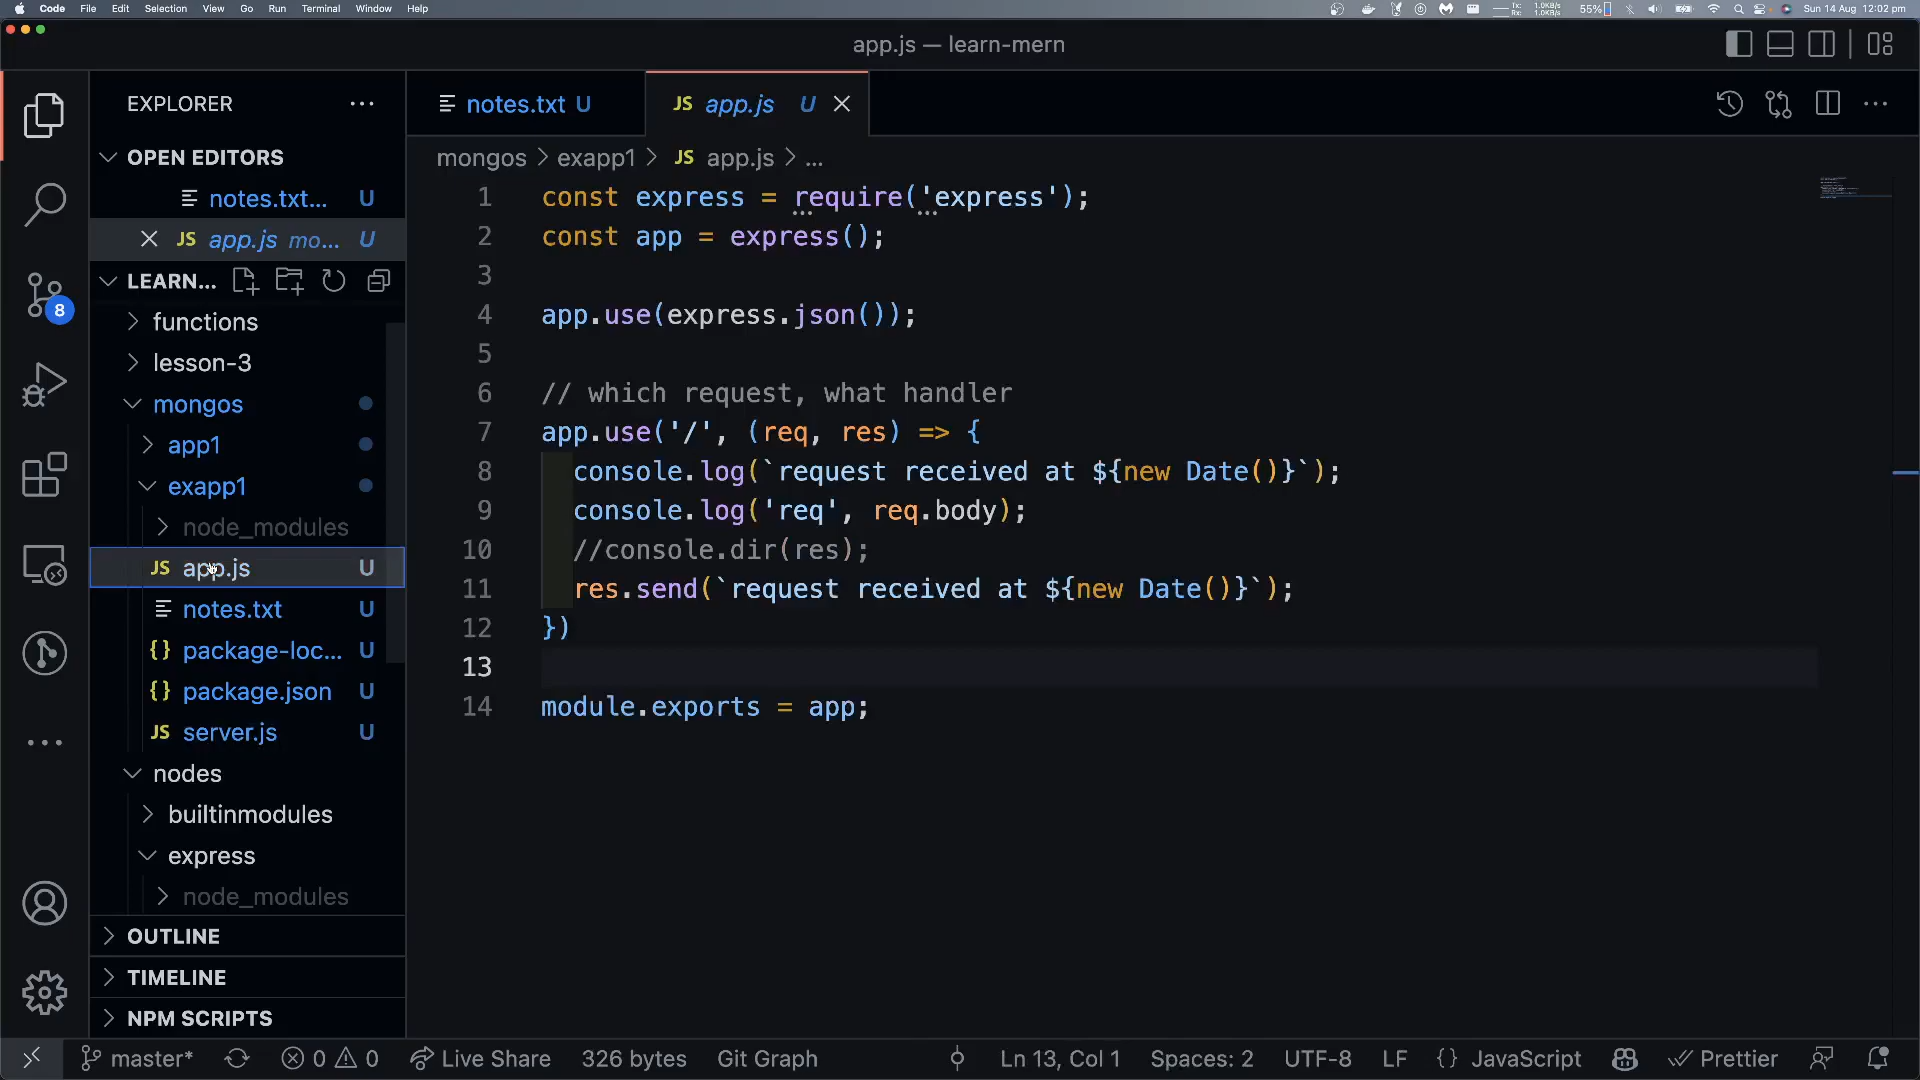 Code File Edit Selection View Go Run Terminal Window Help
Tx: 1.0KB/s
Rx: 1.0KB/s
55% Sun 14 Aug 12:02 pm
app.js — learn-mern
EXPLORER
OPEN EDITORS
notes.txt... U
JS app.js mo... U
LEARN...
functions
lesson-3
mongos
app1
exapp1
node_modules
JS app.js U
notes.txt U
{} package-loc... U
{} package.json U
JS server.js U
nodes
builtinmodules
express
node_modules
OUTLINE
TIMELINE
NPM SCRIPTS
8
notes.txt U
JS app.js U
mongos > exapp1 > JS app.js > ...
1 const express = require('express');
2 const app = express();
3
4 app.use(express.json());
5
6 // which request, what handler
7 app.use('/', (req, res) => {
8 console.log(`request received at ${new Date()}`);
9 console.log('req', req.body);
10 //console.dir(res);
11 res.send(`request received at ${new Date()}`);
12 })
13
14 module.exports = app;
master* 0 0 Live Share 326 bytes Git Graph Ln 13, Col 1 Spaces: 2 UTF-8 LF {} JavaScript Prettier